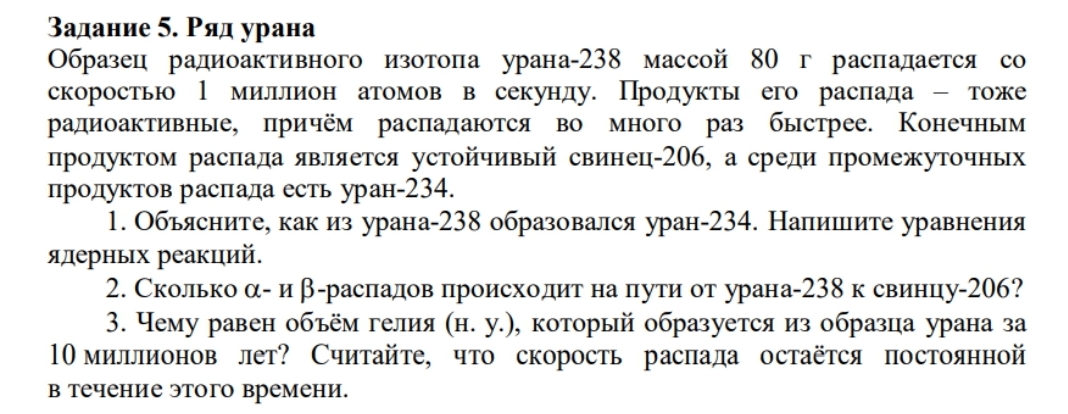 Задание 5. Ряд урана
Образец радиоактивного изотопа урана-238 массой 80 г распадается со
скоростью 1 миллион атомов в секунду. Продукты его распада – тоже
радиоактивные, причём распадаются во много раз быстрее. Конечным
продуктом распада является устойчивый свинец-206, а среди промежуточных
продуктов распада есть уран-234.
1. Объясните, как из урана-238 образовался уран-234. Напишите уравнения
ядерных реакций.
2. Сколько α- и β-распадов происходит на пути от урана-238 к свинцу-206?
3. Чему равен объём гелия (н. у.), который образуется из образца урана за
10 миллионов лет? Считайте, что скорость распада остаётся постоянной
в течение этого времени.